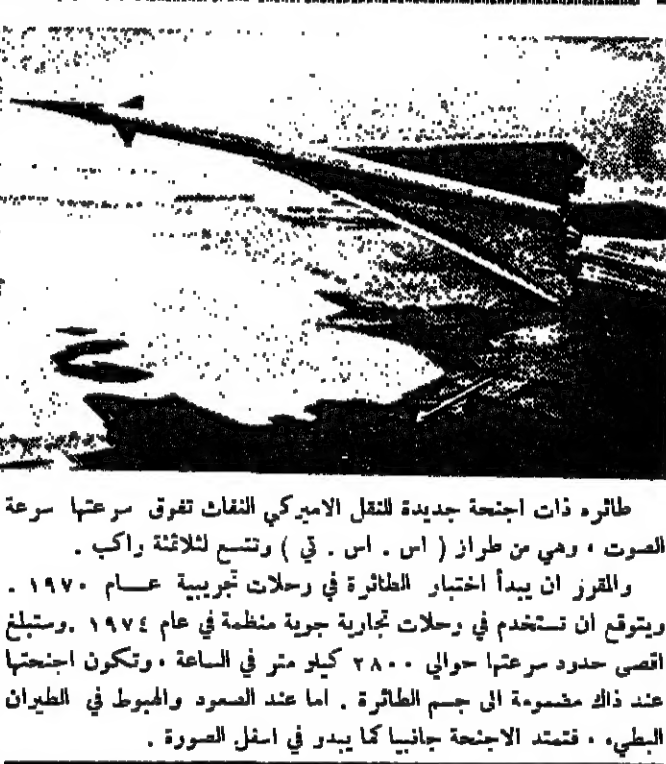 طائره ذات اجنحة جديدة للنقل الاميركي النفاث تفوق سرعتها سرعة
الصوت ، وهي من طراز ( اس . اس . تي ) وتتسع لثلاثمئة راكب .
والمقرر ان يبدأ اختبار الطائرة في رحلات تجريبية عـــام ١٩٧٠ .
ويتوقع ان تستخدم في رحلات تجارية جوية منظمة في عام ١٩٧٤ .وستبلغ
اقصى حدود سرعتها حوالي ٢٨٠٠ كيلو متر في الساعة ، وتكون اجنحتها
عند ذاك مضمومة الى جسم الطائرة . اما عند الصعود والهبوط في الطيران
البطيء ، فتمتد الاجنحة جانبيا كما يبدو في اسفل الصورة .